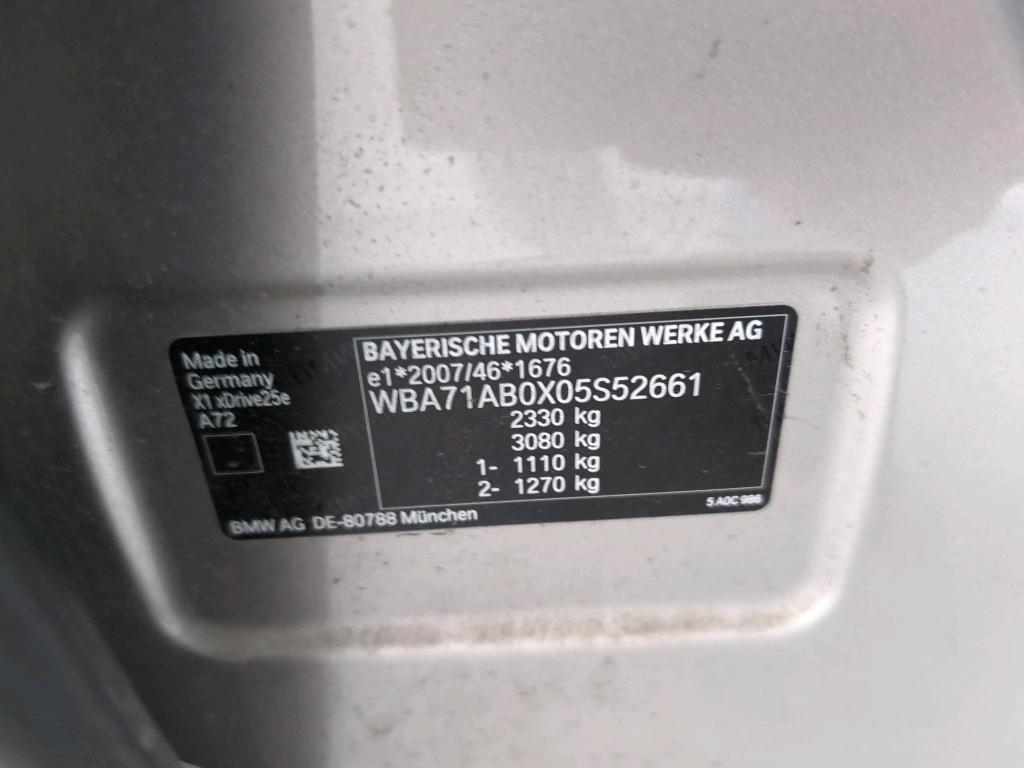 Made in
Germany
X1 xDrive25e
A72
BAYERISCHE MOTOREN WERKE AG
e1*2007/46*1676
WBA71AB0X05S52661
2330 kg
3080 kg
1- 1110 kg
2- 1270 kg
5 A0C 986
BMW AG DE-80788 München